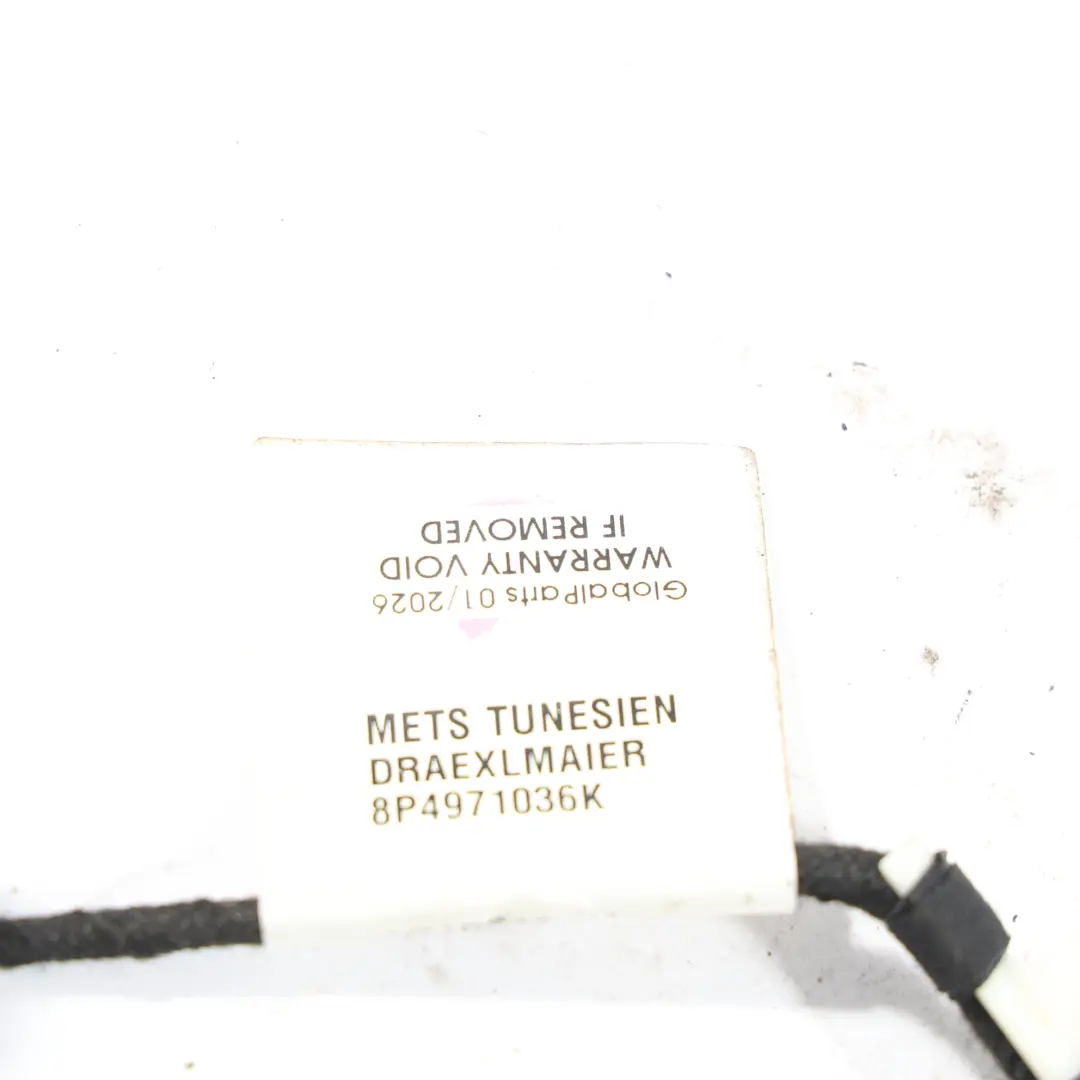 GlobalParts 01/2026
WARRANTY VOID
IF REMOVED
METS TUNESIEN
DRAEXLMAIER
8P4971036K